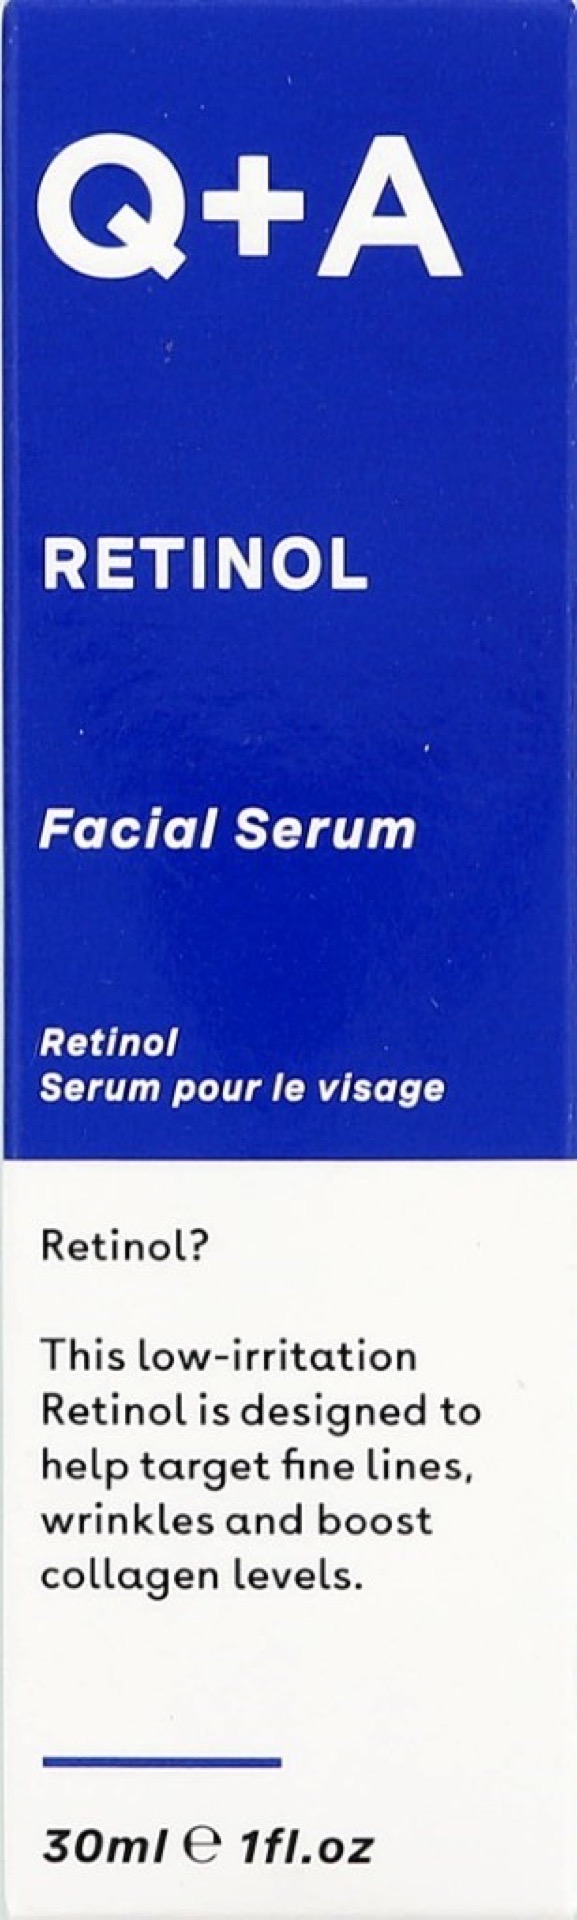 Q+A
RETINOL
Facial Serum
Retinol
Serum pour le visage
Retinol?
This low-irritation
Retinol is designed to
help target fine lines,
wrinkles and boost
collagen levels.
30ml ℮ 1fl.oz